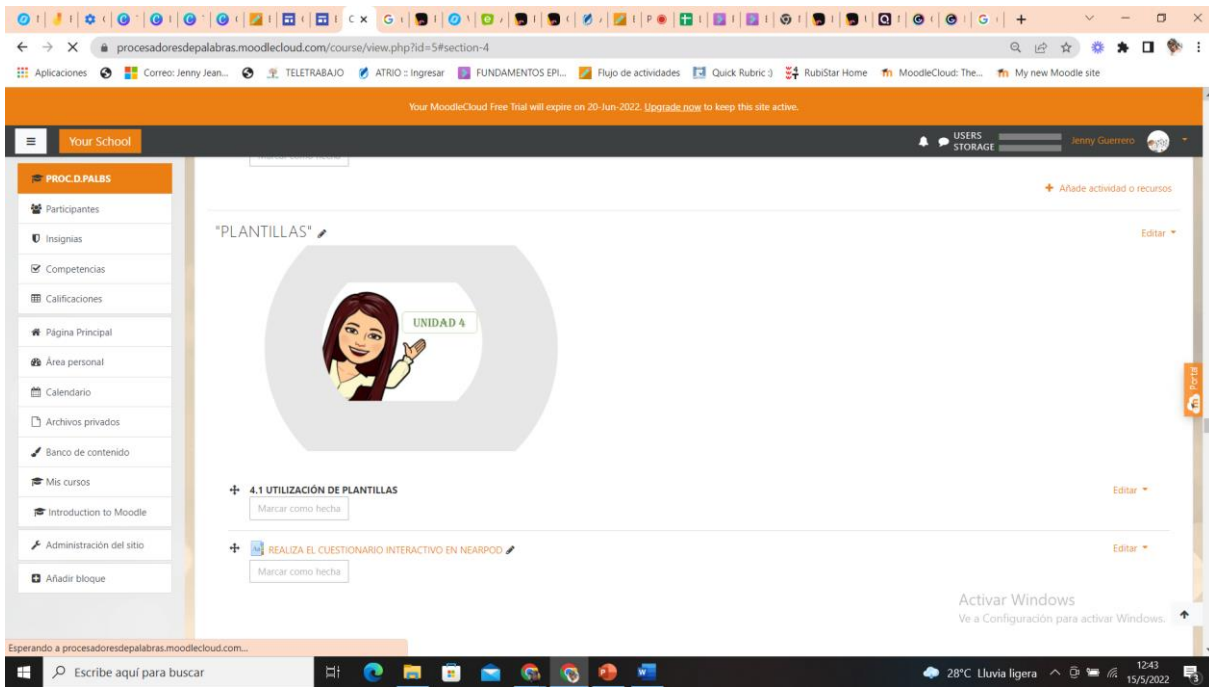 procesadoresdepalabras.moodlecloud.com/course/view.php?id=5#section-4
Aplicaciones Correo: Jenny Jean... TELETRABAJO ATRIO :: Ingresar FUNDAMENTOS EPI... Flujo de actividades Quick Rubric :) RubiStar Home MoodleCloud: The... My new Moodle site
Your MoodleCloud Free Trial will expire on 20-Jun-2022. Upgrade now to keep this site active.
Your School
USERS
STORAGE
Jenny Guerrero
PROC.D.PALBS
Participantes
Insignias
Competencias
Calificaciones
Página Principal
Área personal
Calendario
Archivos privados
Banco de contenido
Mis cursos
Introduction to Moodle
Administración del sitio
Añadir bloque
Añade actividad o recursos
"PLANTILLAS"
Editar
UNIDAD 4
4.1 UTILIZACIÓN DE PLANTILLAS
Editar
Marcar como hecha
REALIZA EL CUESTIONARIO INTERACTIVO EN NEARPOD
Editar
Marcar como hecha
Portal
Activar Windows
Ve a Configuración para activar Windows.
Esperando a procesadoresdepalabras.moodlecloud.com...
Escribe aquí para buscar
28°C Lluvia ligera
12:43
15/5/2022